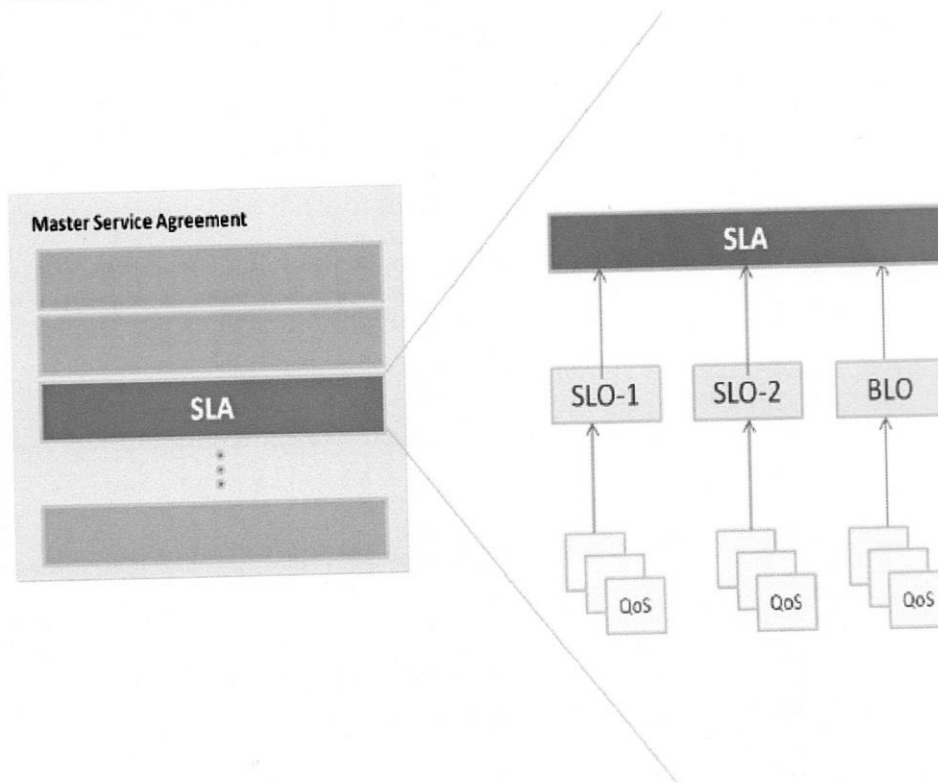 Master Service Agreement
SLA
SLA
SLO-1
SLO-2
BLO
QoS
QoS
QoS